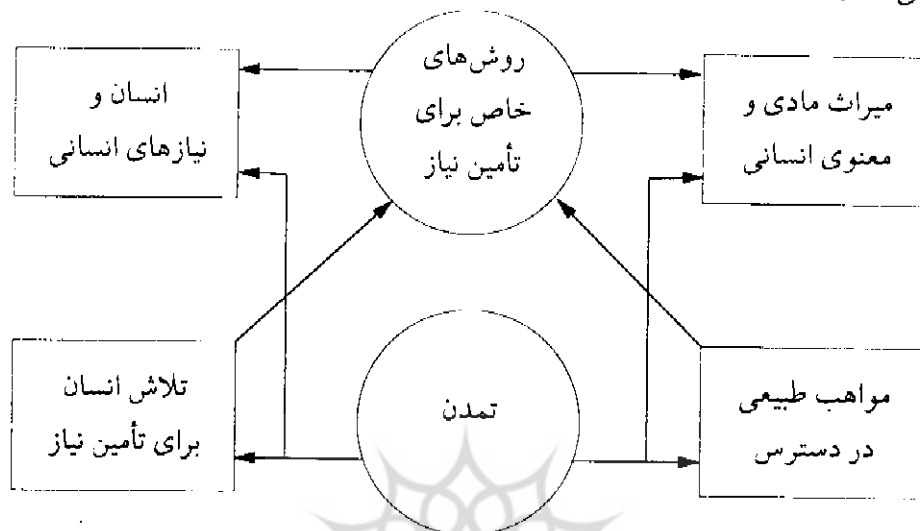 روش‌های
خاص برای
تأمین نیاز
میراث مادی و
معنوی انسانی
انسان و
نیازهای انسانی
مواهب طبیعی
در دسترس
تمدن
تلاش انسان
برای تأمین نیاز